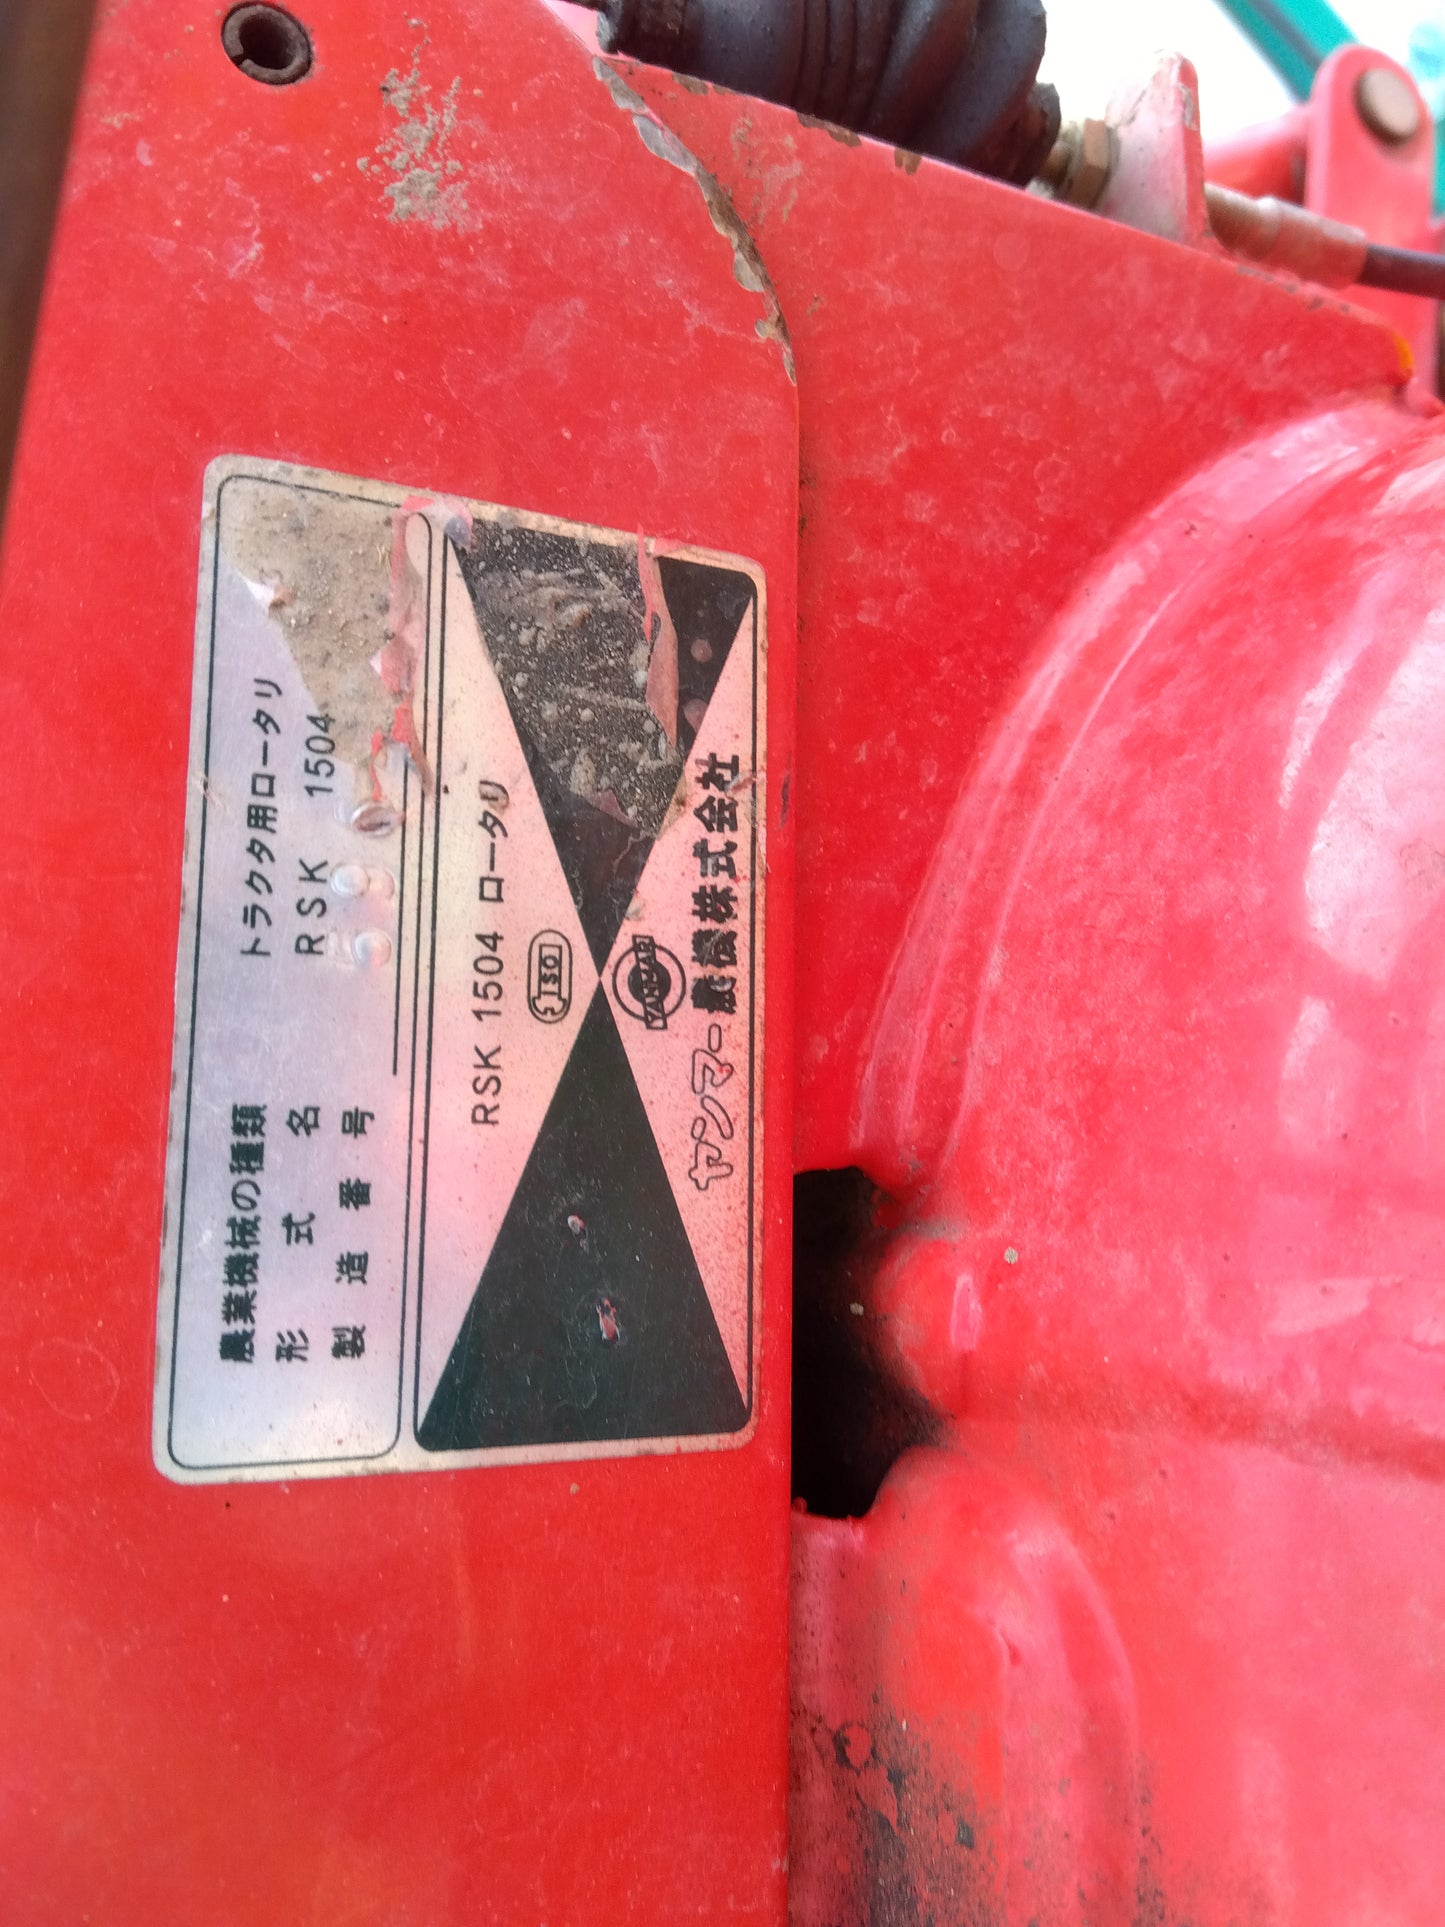 農業機械の種類 トラクタ用ロータリ
形式名 RSK 1504
製造番号
RSK 1504 ロータリ
ISO
YANMAR
ヤンマー農機株式会社